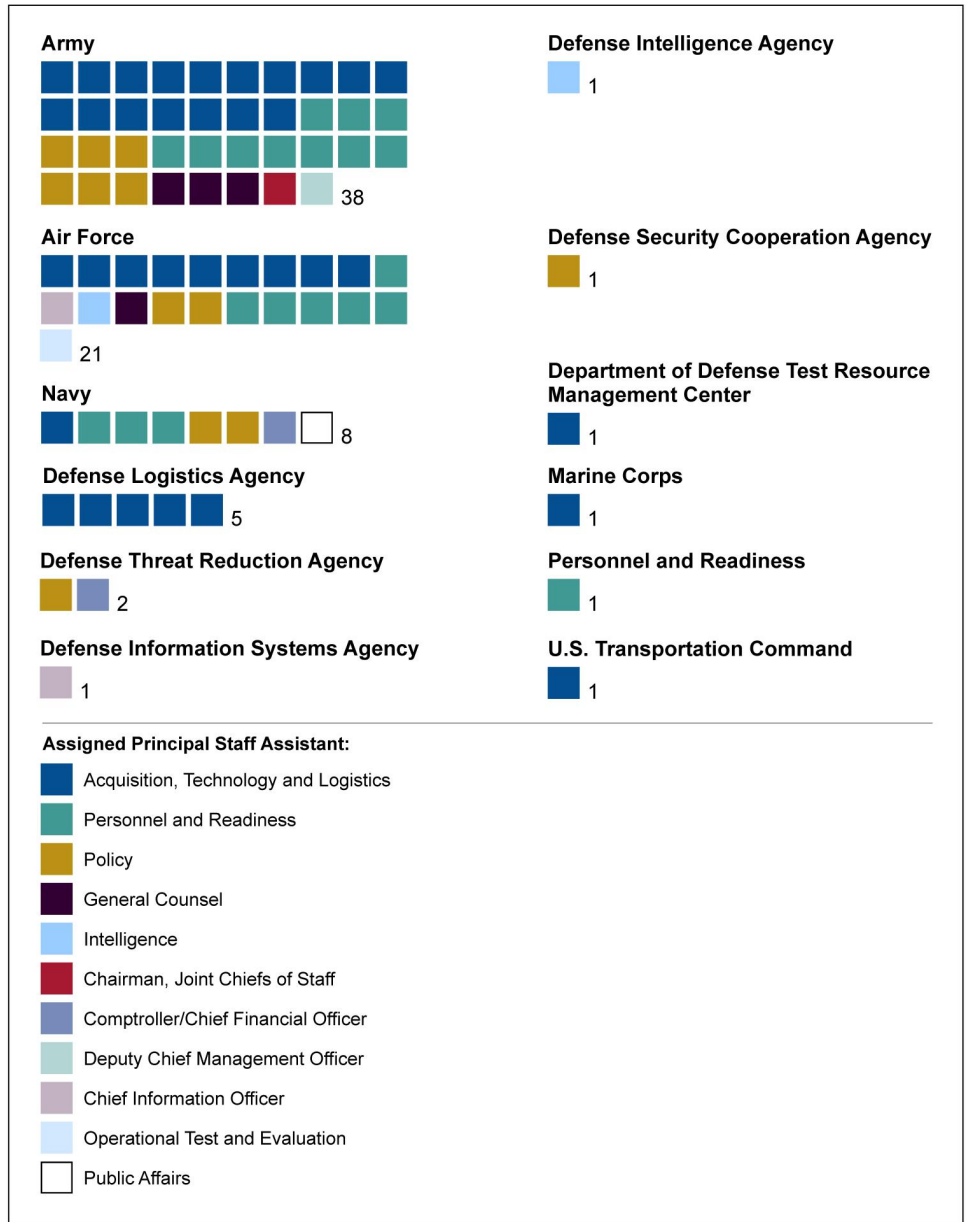 Army
38
Air Force
21
Navy
8
Defense Logistics Agency
5
Defense Threat Reduction Agency
2
Defense Information Systems Agency
1
Defense Intelligence Agency
1
Defense Security Cooperation Agency
1
Department of Defense Test Resource
Management Center
1
Marine Corps
1
Personnel and Readiness
1
U.S. Transportation Command
1
Assigned Principal Staff Assistant:
Acquisition, Technology and Logistics
Personnel and Readiness
Policy
General Counsel
Intelligence
Chairman, Joint Chiefs of Staff
Comptroller/Chief Financial Officer
Deputy Chief Management Officer
Chief Information Officer
Operational Test and Evaluation
Public Affairs